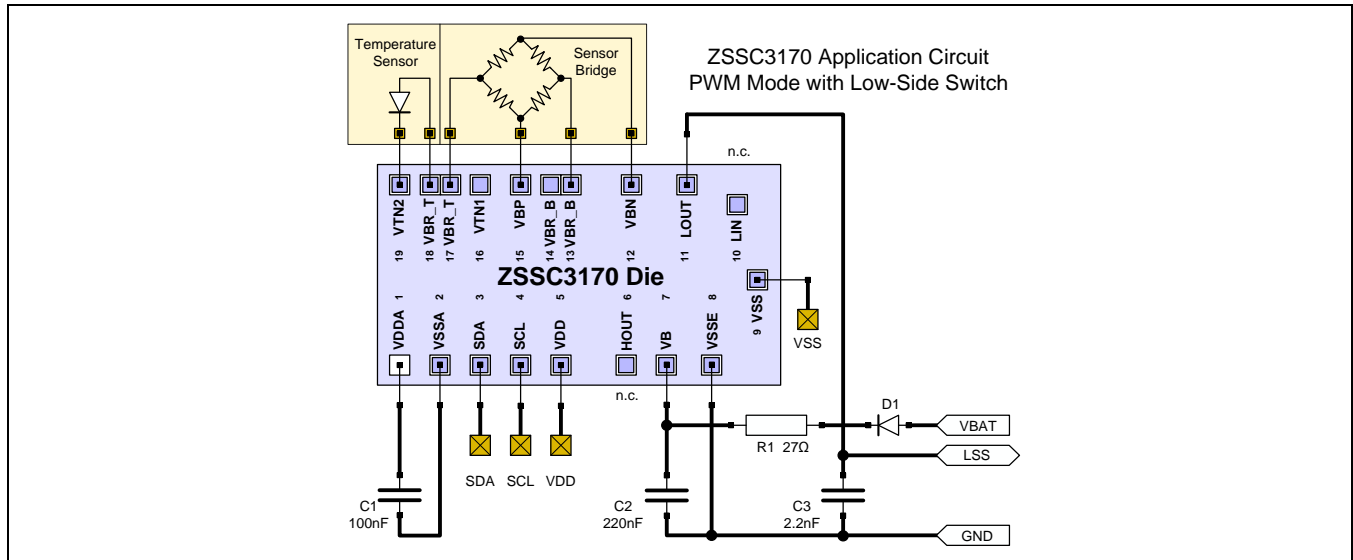 ZSSC3170 Application Circuit
PWM Mode with Low-Side Switch
Temperature
Sensor
Sensor
Bridge
n.c.
VTN2
VBR_T
VBR_T
VTN1
VBP
VBR_B
VBR_B
VBN
LOUT
LIN
19
18
17
16
15
14
13
12
11
10
ZSSC3170 Die
1
2
3
4
5
6
7
8
9
VDDA
VSSA
SDA
SCL
VDD
HOUT
VB
VSSE
VSS
VSS
n.c.
D1
VBAT
R1 27Ω
LSS
SDA
SCL
VDD
C1
100nF
C2
220nF
C3
2.2nF
GND